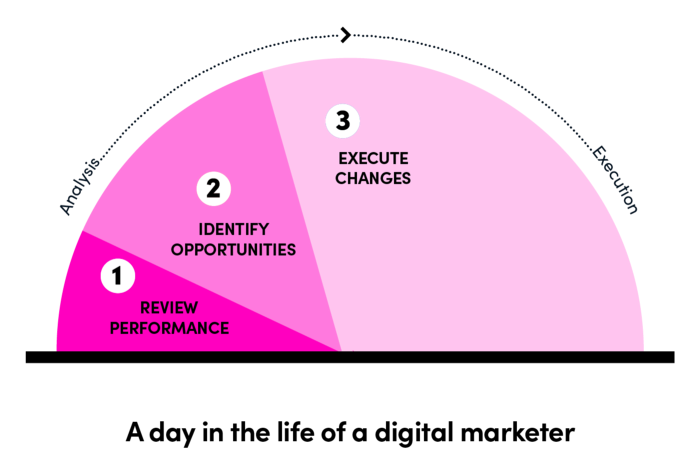 Analysis
Execution
1
REVIEW
PERFORMANCE
2
IDENTIFY
OPPORTUNITIES
3
EXECUTE
CHANGES
A day in the life of a digital marketer